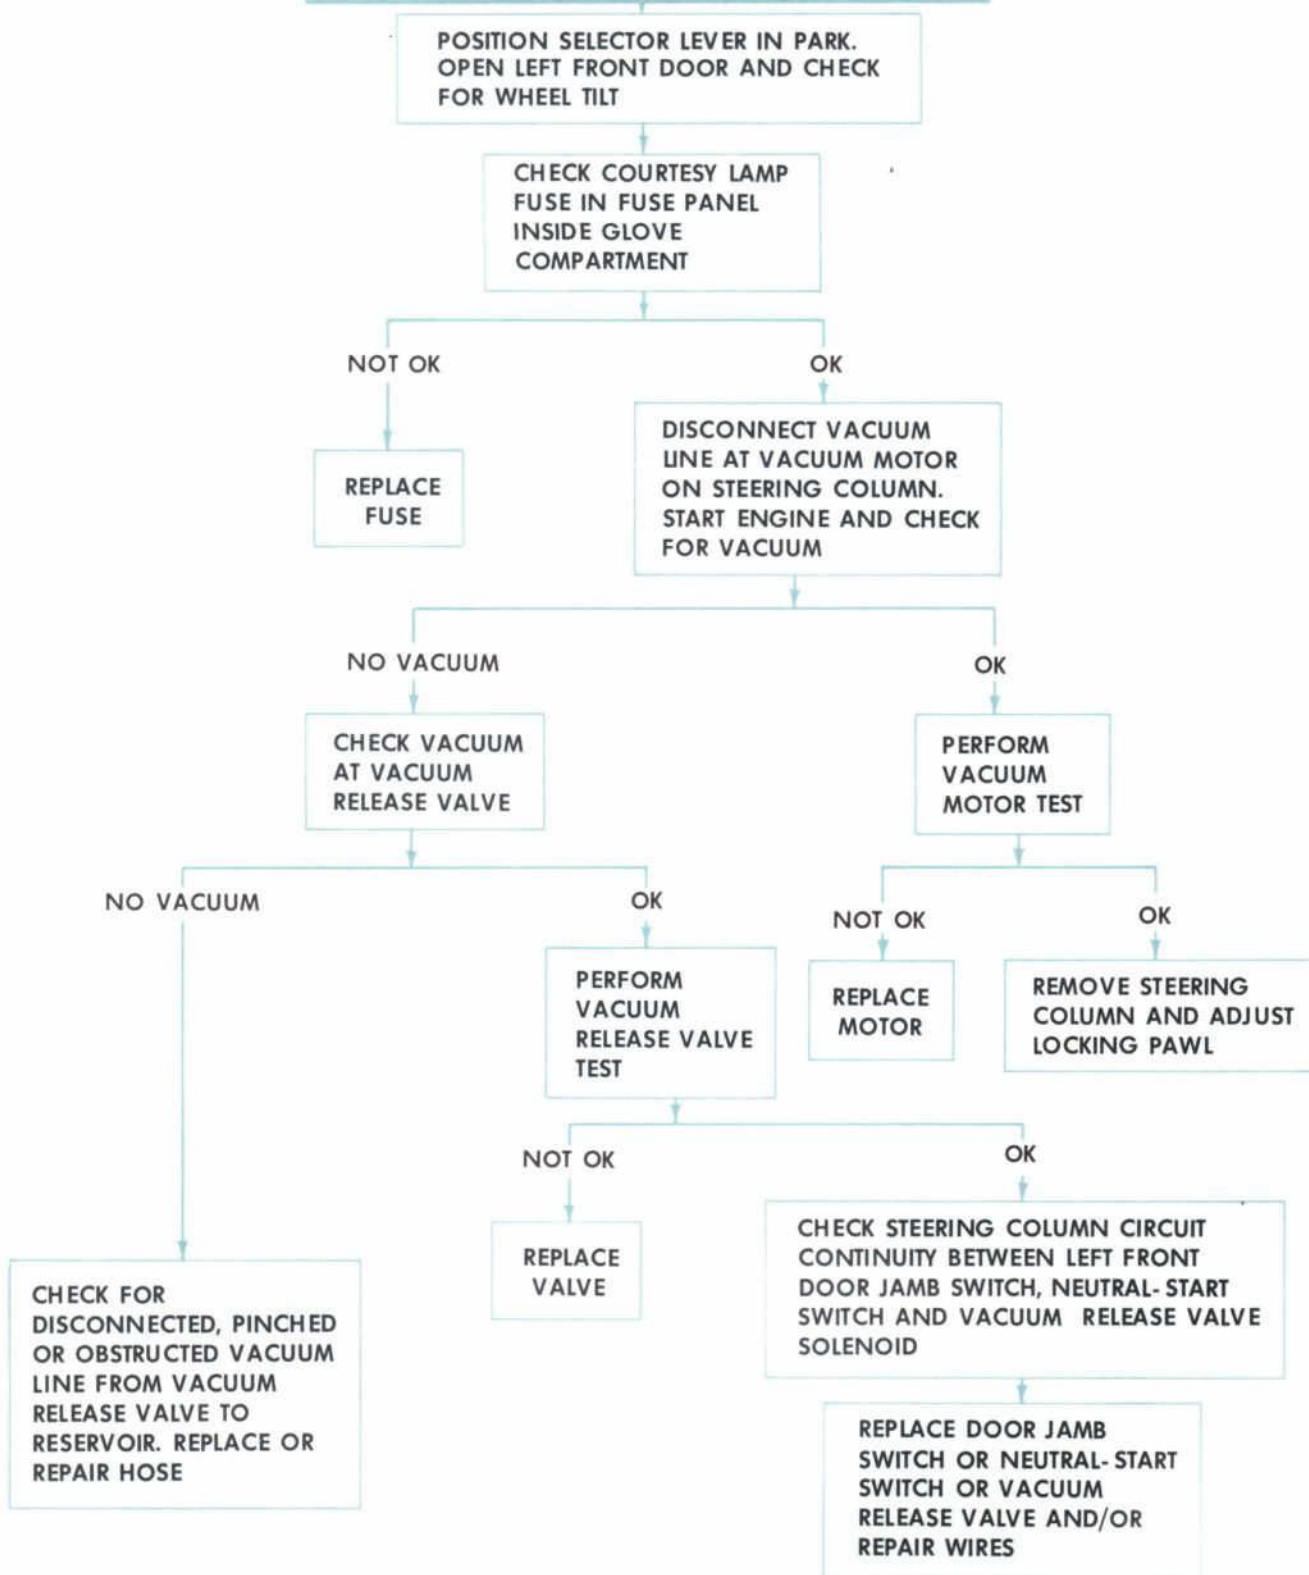 POSITION SELECTOR LEVER IN PARK.
OPEN LEFT FRONT DOOR AND CHECK
FOR WHEEL TILT
CHECK COURTESY LAMP
FUSE IN FUSE PANEL
INSIDE GLOVE
COMPARTMENT
NOT OK
OK
REPLACE
FUSE
DISCONNECT VACUUM
LINE AT VACUUM MOTOR
ON STEERING COLUMN.
START ENGINE AND CHECK
FOR VACUUM
NO VACUUM
OK
CHECK VACUUM
AT VACUUM
RELEASE VALVE
PERFORM
VACUUM
MOTOR TEST
NO VACUUM
OK
NOT OK
OK
PERFORM
VACUUM
RELEASE VALVE
TEST
REPLACE
MOTOR
REMOVE STEERING
COLUMN AND ADJUST
LOCKING PAWL
NOT OK
OK
REPLACE
VALVE
CHECK STEERING COLUMN CIRCUIT
CONTINUITY BETWEEN LEFT FRONT
DOOR JAMB SWITCH, NEUTRAL-START
SWITCH AND VACUUM RELEASE VALVE
SOLENOID
CHECK FOR
DISCONNECTED, PINCHED
OR OBSTRUCTED VACUUM
LINE FROM VACUUM
RELEASE VALVE TO
RESERVOIR. REPLACE OR
REPAIR HOSE
REPLACE DOOR JAMB
SWITCH OR NEUTRAL-START
SWITCH OR VACUUM
RELEASE VALVE AND/OR
REPAIR WIRES